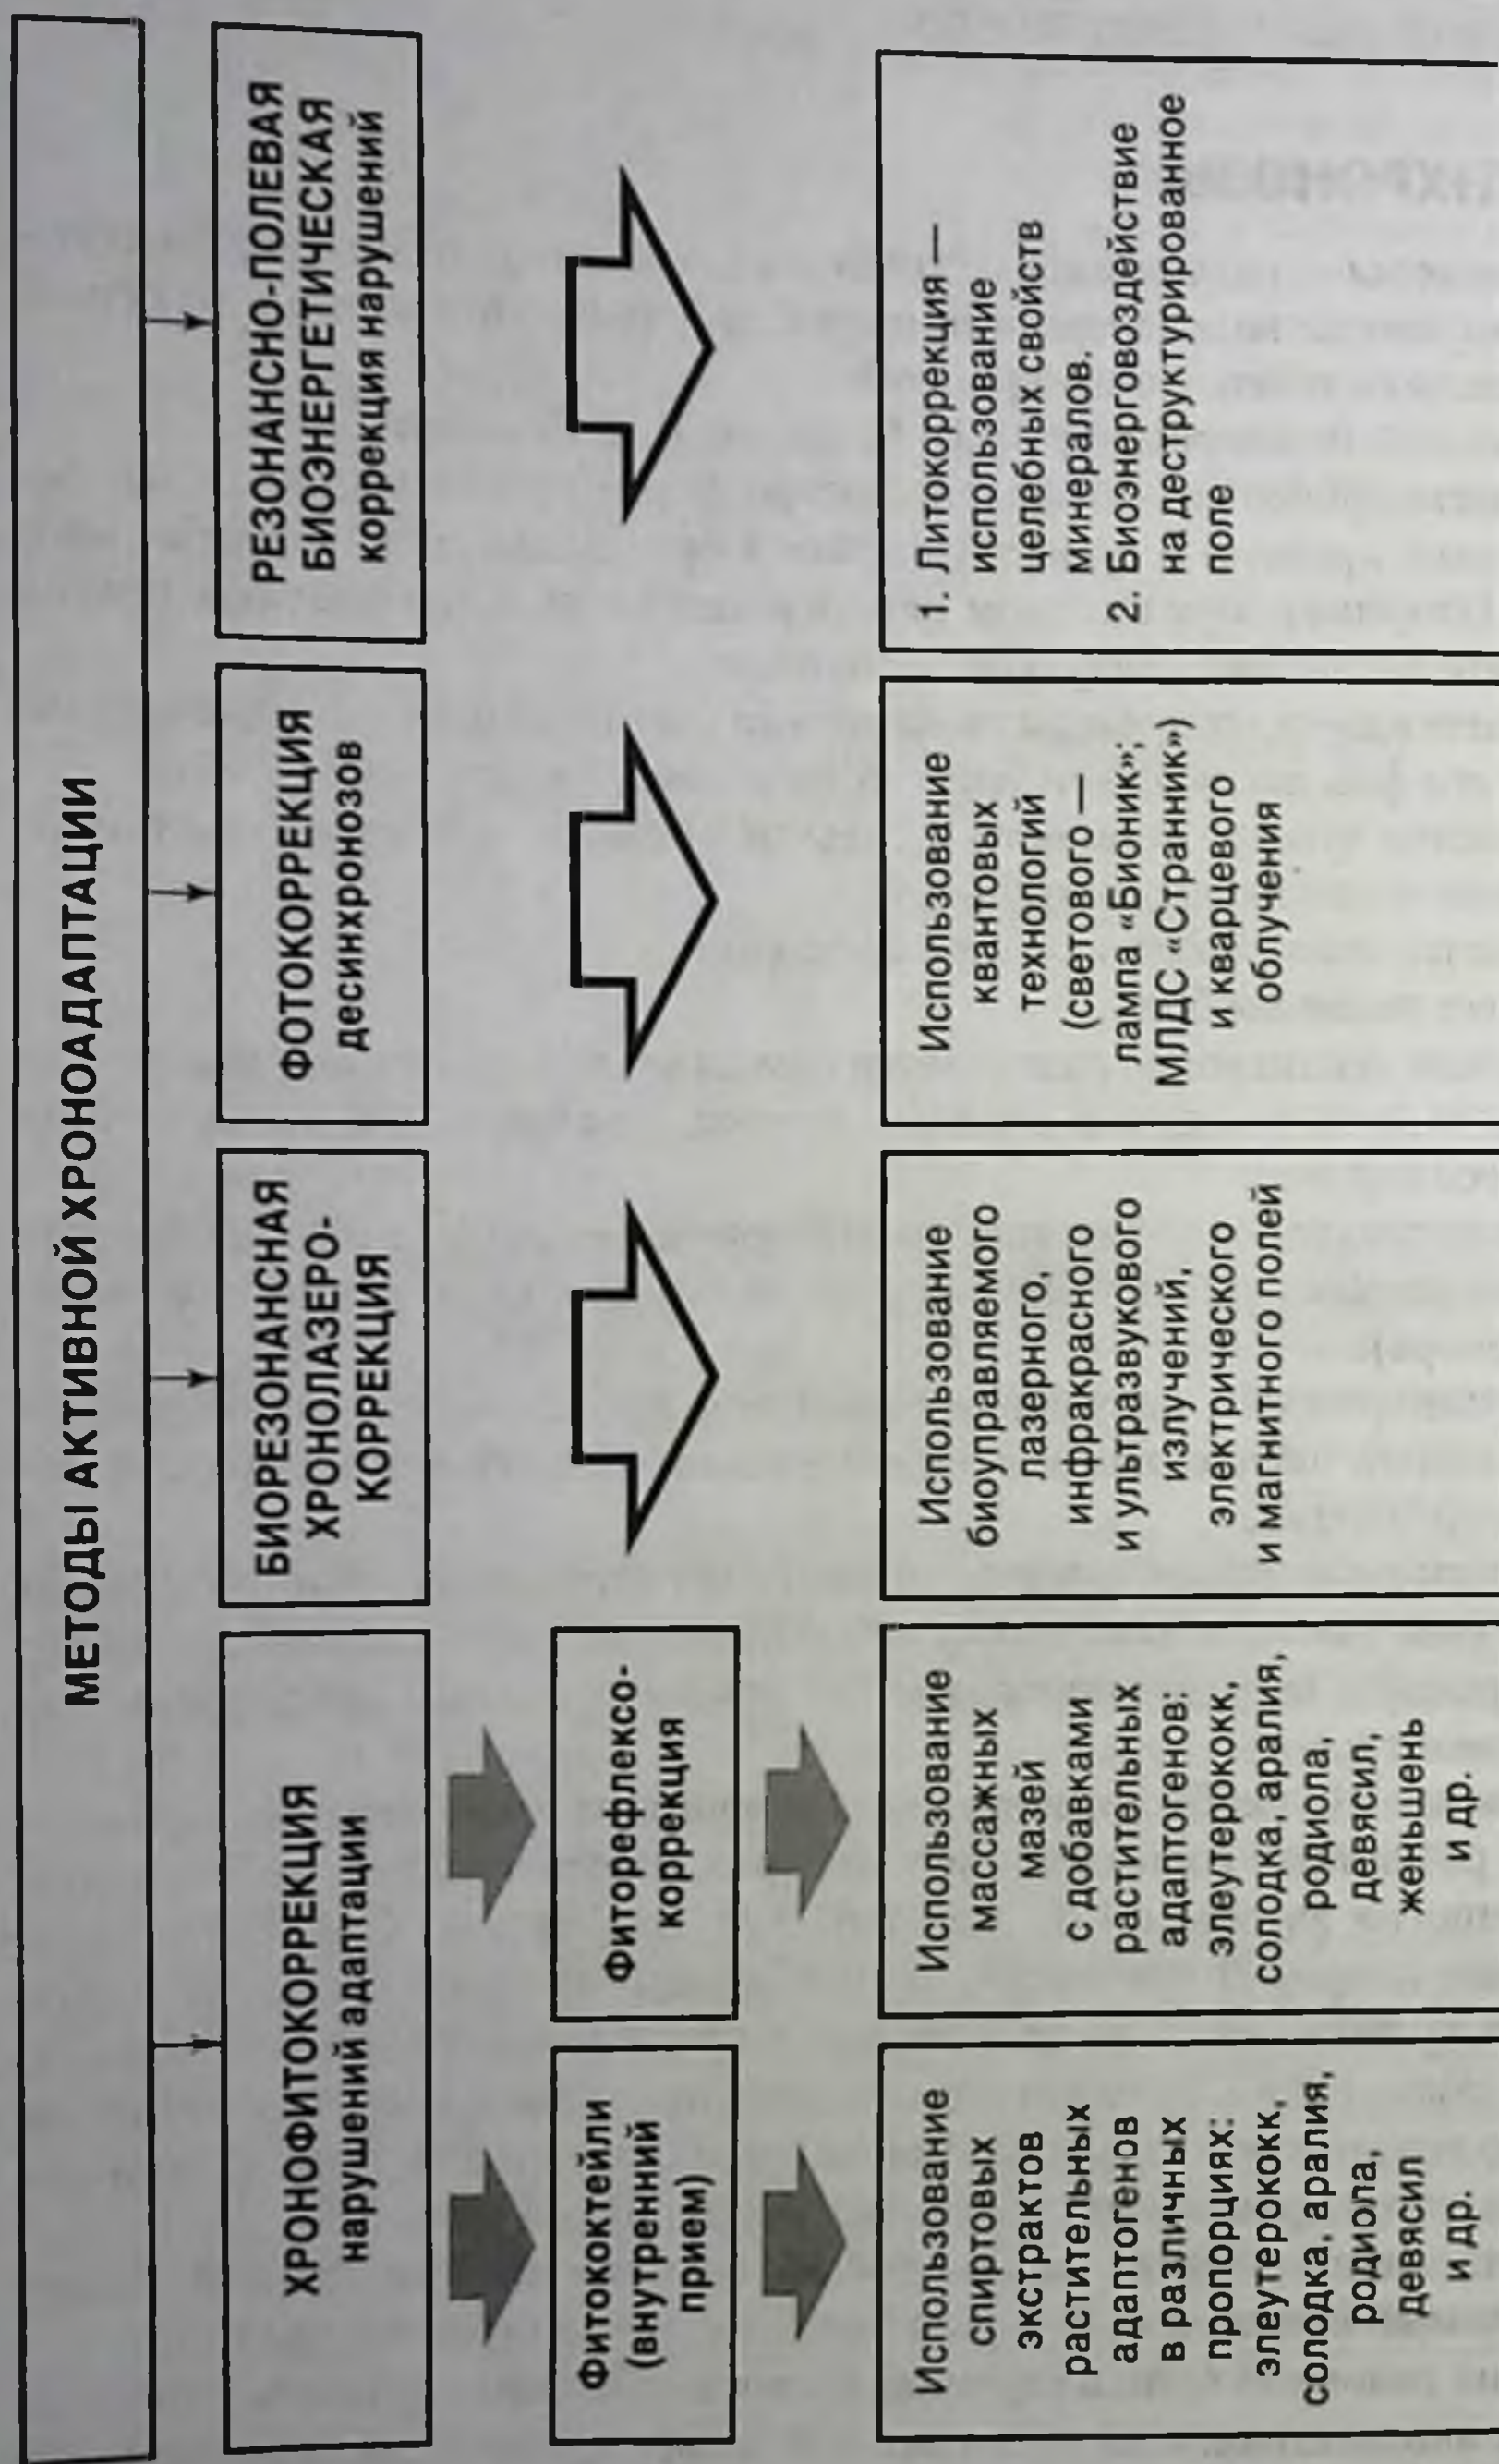 МЕТОДЫ АКТИВНОЙ ХРОНОАДАПТАЦИИ
ХРОНОФИТОКОРРЕКЦИЯ
нарушений адаптации
БИОРЕЗОНАНСНАЯ
ХРОНОЛАЗЕРО-
КОРРЕКЦИЯ
ФОТОКОРРЕКЦИЯ
десинхронозов
РЕЗОНАНСНО-ПОЛЕВАЯ
БИОЭНЕРГЕТИЧЕСКАЯ
коррекция нарушений
Фитококтейли
(внутренний
прием)
Фиторефлексо-
коррекция
Использование
спиртовых
экстрактов
растительных
адаптогенов
в различных
пропорциях:
элеутерококк,
солодка, аралия,
родиола,
девясил
и др.
Использование
массажных
мазей
с добавками
растительных
адаптогенов:
элеутерококк,
солодка, аралия,
родиола,
девясил,
женьшень
и др.
Использование
биоуправляемого
лазерного,
инфракрасного
и ультразвукового
излучений,
электрического
и магнитного полей
Использование
квантовых
технологий
(светового —
лампа «Бионик»;
МЛДС «Странник»)
и кварцевого
облучения
1. Литокоррекция —
использование
целебных свойств
минералов.
2. Биоэнерговоздействие
на деструктурированное
поле